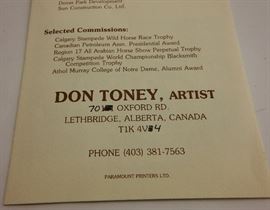 Dover Park Development
Sun Construction Co., Ltd.
Selected Commissions:
Calgary Stampede Wild Horse Race Trophy
Canadian Petroleum Assn. Presidential Award
Region 17 All Arabian Horse Show Perpetual Trophy
Calgary Stampede World Championship Blacksmith
Competition Trophy
Athol Murray College of Notre Dame, Alumni Award
DON TONEY, ARTIST
OXFORD RD.
LETHBRIDGE, ALBERTA, CANADA
T1K 4V4
PHONE (403) 381-7563
PARAMOUNT PRINTERS LTD.